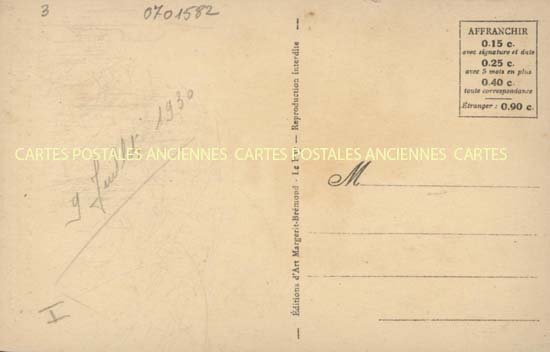 3
0701582
AFFRANCHIR
0.15 c.
avec signature et date
0.25 c.
avec 5 mots en plus
0.40 c.
toute correspondance
Étranger : 0.90 c.
9 Juillet 1930
CARTES POSTALES ANCIENNES CARTES POSTALES ANCIENNES CARTES
M
Éditions d'Art Margerit-Brémond - Le Puy — Reproduction interdite
I